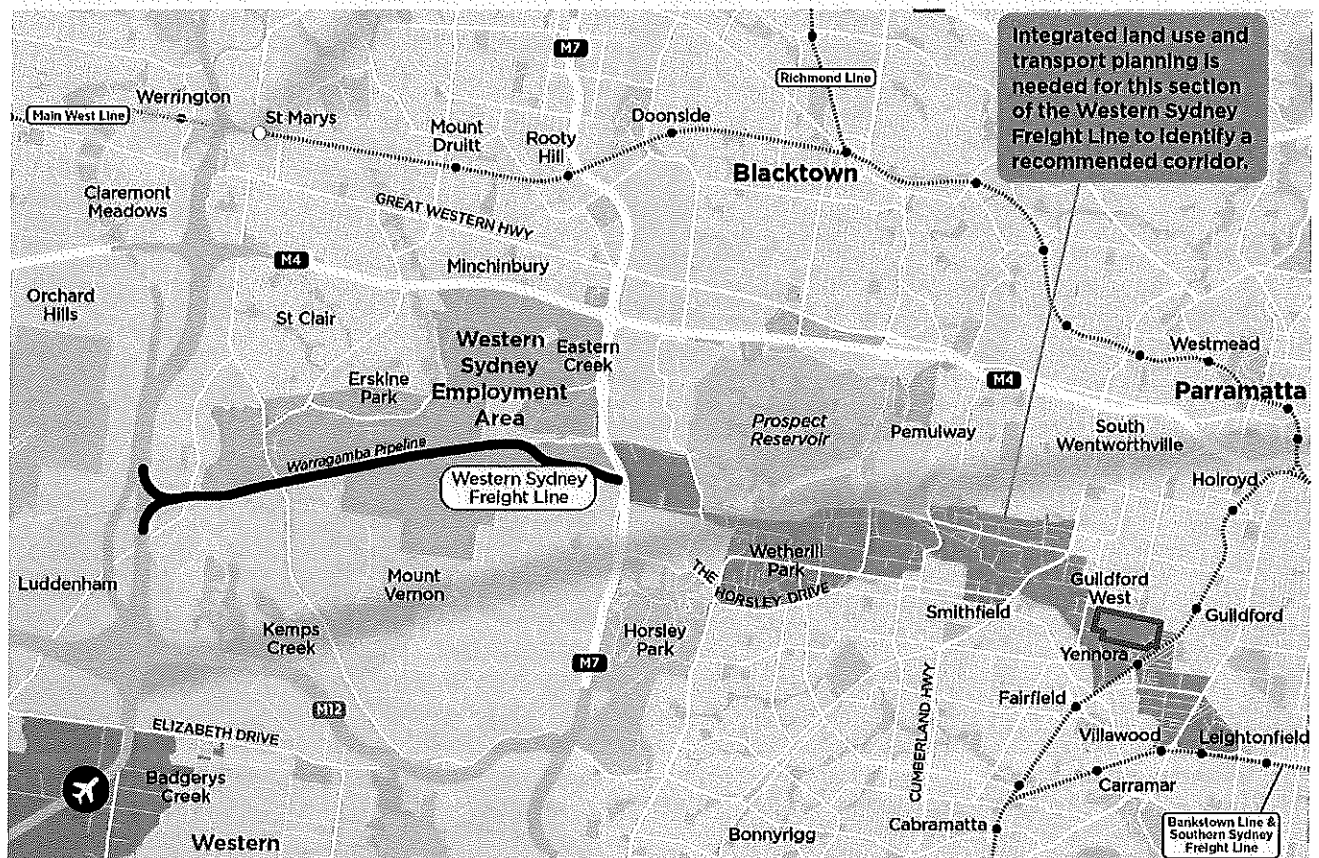 M7
Richmond Line
Integrated land use and
transport planning is
needed for this section
of the Western Sydney
Freight Line to identify a
recommended corridor.
Main West Line
Werrington
St Marys
Mount
Druitt
Rooty
Hill
Doonside
Blacktown
Claremont
Meadows
GREAT WESTERN HWY
M4
Minchinbury
Orchard
Hills
St Clair
Western
Sydney
Employment
Area
Eastern
Creek
Erskine
Park
Westmead
M4
Parramatta
Prospect
Reservoir
Pemulway
South
Wentworthville
Warragamba Pipeline
Western Sydney
Freight Line
Holroyd
Luddenham
Mount
Vernon
Wetherill
Park
THE HORSLEY DRIVE
Smithfield
Guildford
West
Guildford
Kemps
Creek
Horsley
Park
M7
Yennora
CUMBERLAND HWY
Fairfield
M12
ELIZABETH DRIVE
Villawood
Leightonfield
Badgerys
Creek
Carramar
Western
Bonnyrigg
Cabramatta
Bankstown Line &
Southern Sydney
Freight Line